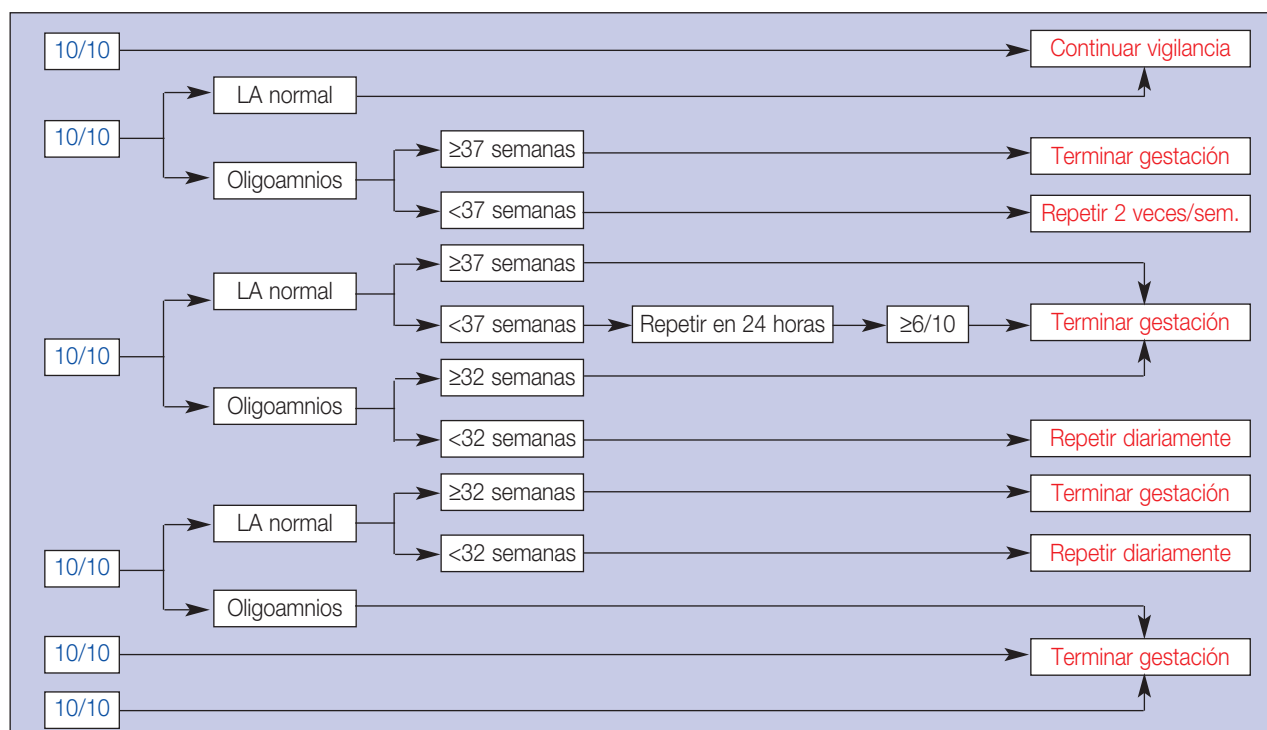 10/10
Continuar vigilancia
LA normal
10/10
≥37 semanas
Terminar gestación
Oligoamnios
<37 semanas
Repetir 2 veces/sem.
≥37 semanas
LA normal
<37 semanas
Repetir en 24 horas
≥6/10
Terminar gestación
10/10
≥32 semanas
Oligoamnios
<32 semanas
Repetir diariamente
≥32 semanas
Terminar gestación
LA normal
<32 semanas
Repetir diariamente
10/10
Oligoamnios
10/10
Terminar gestación
10/10